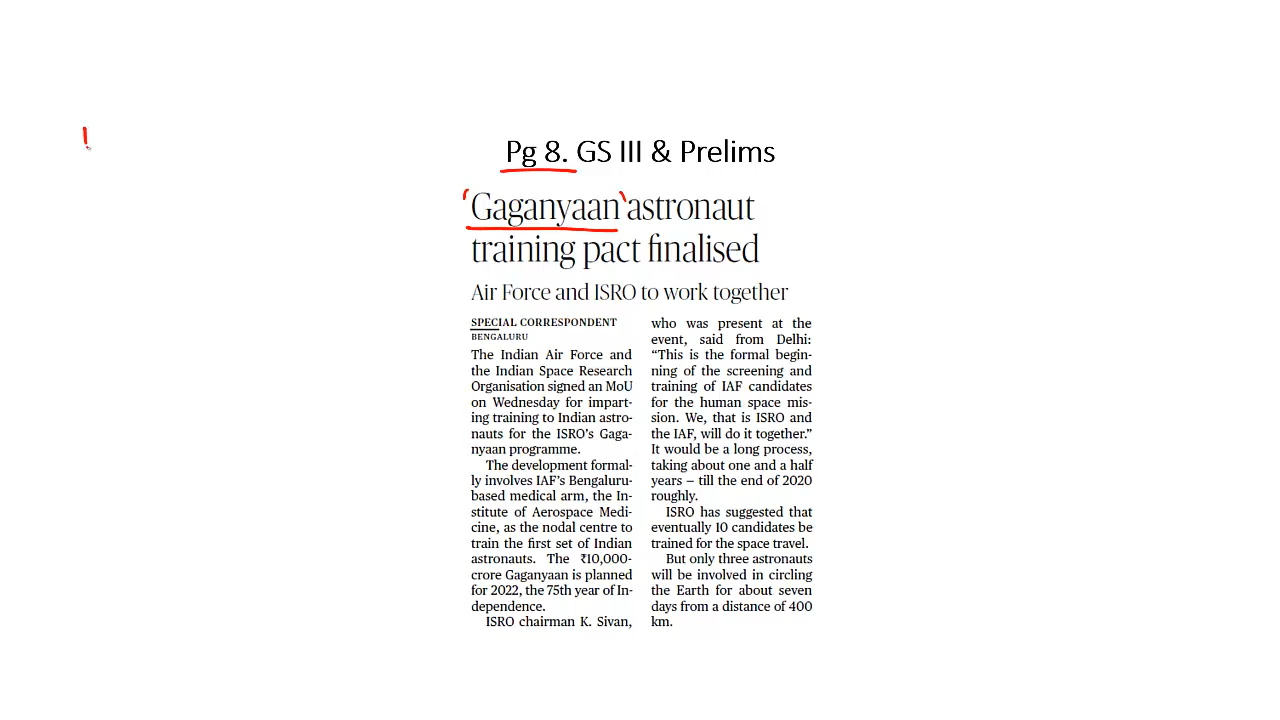 Pg 8. GS III & Prelims
'Gaganyaan' astronaut
training pact finalised
Air Force and ISRO to work together
SPECIAL CORRESPONDENT
BENGALURU
The Indian Air Force and
the Indian Space Research
Organisation signed an MoU
on Wednesday for impart-
ing training to Indian astro-
nauts for the ISRO's Gaga-
nyaan programme.
The development formal-
ly involves IAF's Bengaluru-
based medical arm, the In-
stitute of Aerospace Medi-
cine, as the nodal centre to
train the first set of Indian
astronauts. The ₹10,000-
crore Gaganyaan is planned
for 2022, the 75th year of In-
dependence.
ISRO chairman K. Sivan,
who was present at the
event, said from Delhi:
“This is the formal begin-
ning of the screening and
training of IAF candidates
for the human space mis-
sion. We, that is ISRO and
the IAF, will do it together.”
It would be a long process,
taking about one and a half
years – till the end of 2020
roughly.
ISRO has suggested that
eventually 10 candidates be
trained for the space travel.
But only three astronauts
will be involved in circling
the Earth for about seven
days from a distance of 400
km.